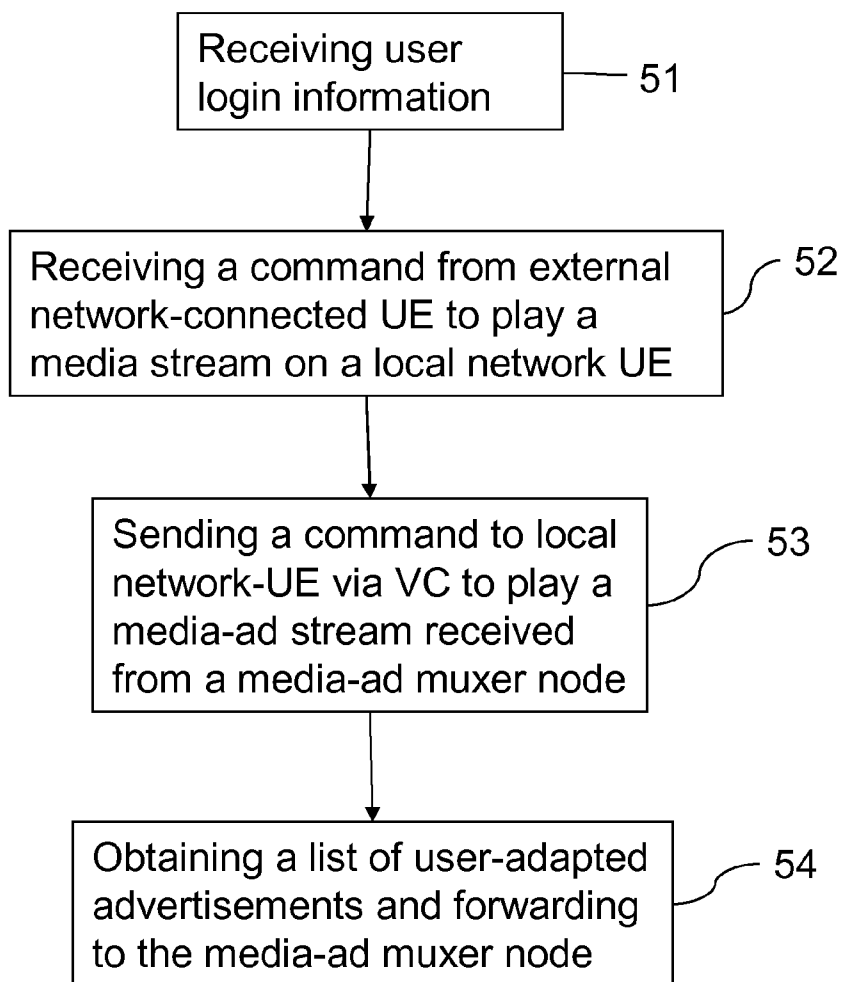 Receiving user
login information
51
Receiving a command from external
network-connected UE to play a
media stream on a local network UE
52
Sending a command to local
network-UE via VC to play a
media-ad stream received
from a media-ad muxer node
53
Obtaining a list of user-adapted
advertisements and forwarding
to the media-ad muxer node
54